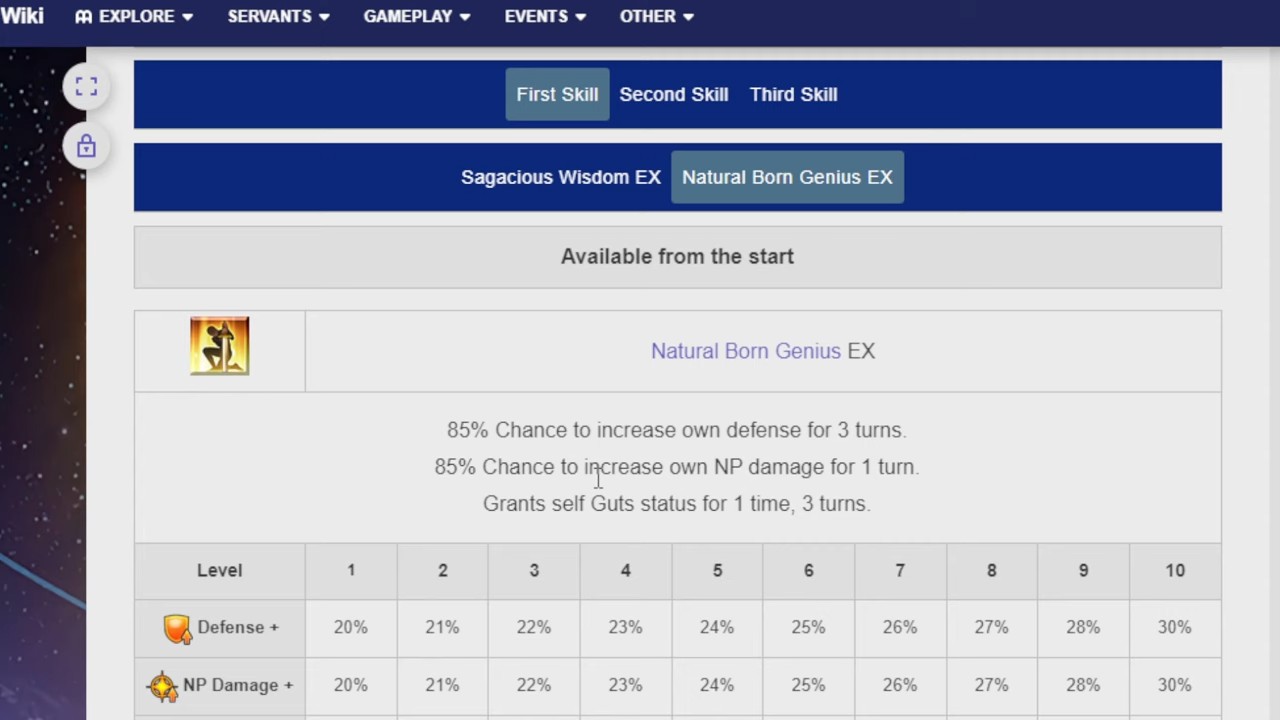 Wiki EXPLORE SERVANTS GAMEPLAY EVENTS OTHER
First Skill Second Skill Third Skill
Sagacious Wisdom EX Natural Born Genius EX
Available from the start
Natural Born Genius EX
85% Chance to increase own defense for 3 turns.
85% Chance to increase own NP damage for 1 turn.
Grants self Guts status for 1 time, 3 turns.
Level 1 2 3 4 5 6 7 8 9 10
Defense + 20% 21% 22% 23% 24% 25% 26% 27% 28% 30%
NP Damage + 20% 21% 22% 23% 24% 25% 26% 27% 28% 30%